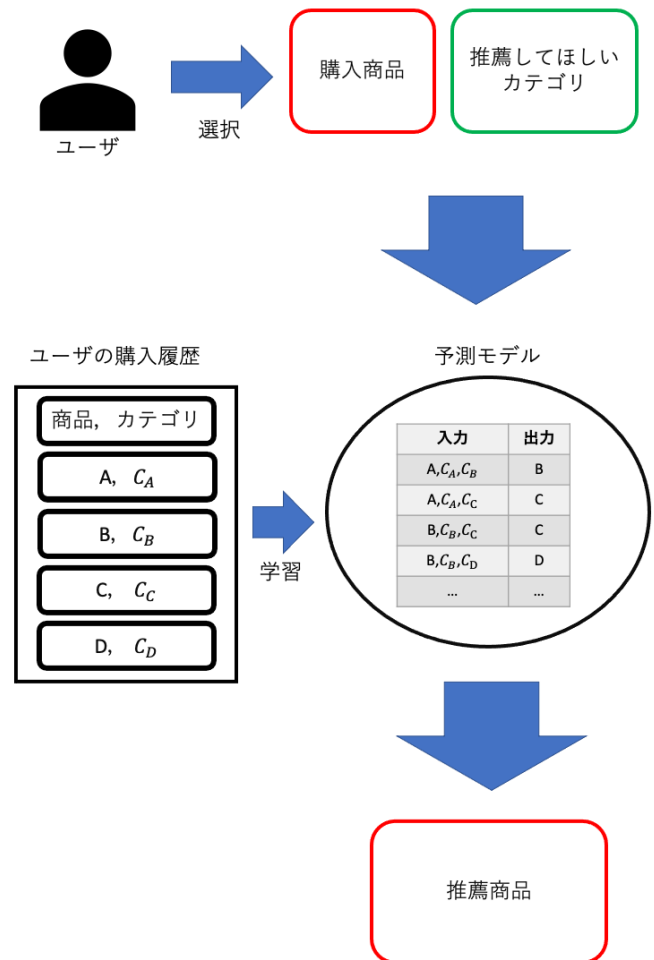 購入商品
推薦してほしい
カテゴリ
選択
ユーザ
ユーザの購入履歴
商品，カテゴリ
A， C_A
B， C_B
C， C_C
D， C_D
学習
予測モデル
入力 出力
A,C_A,C_B B
A,C_A,C_C C
B,C_B,C_C C
B,C_B,C_D D
... ...
推薦商品